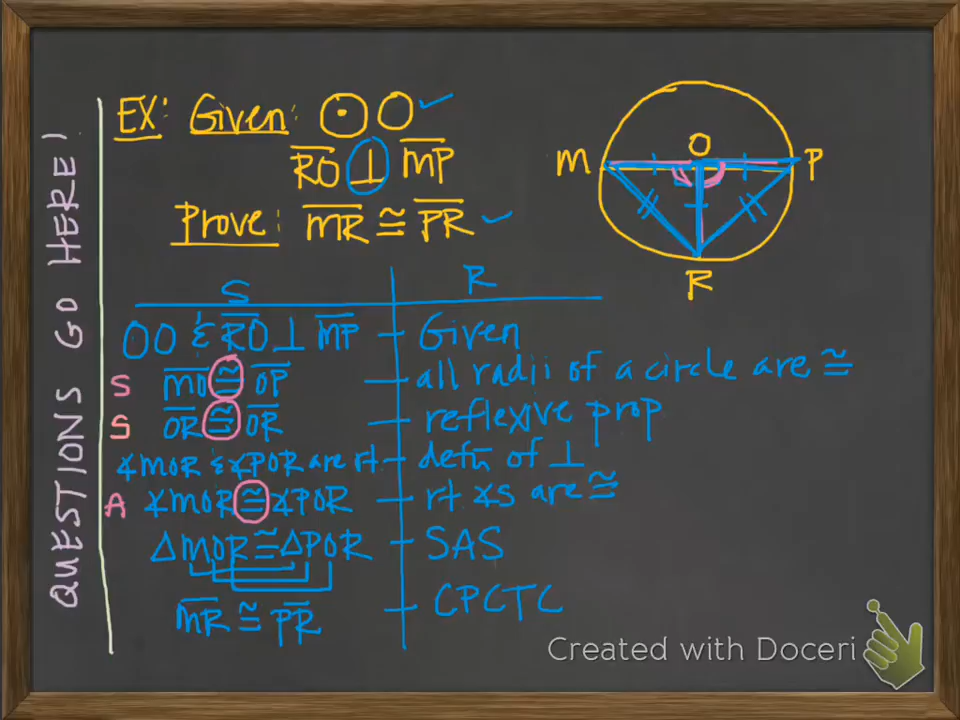 QUESTIONS GO HERE!
EX: Given: ⊙ O
RO ⊥ MP
Prove: MR ≅ PR
M O P
R
S R
⊙O & RO ⊥ MP - Given
S MO ≅ OP - all radii of a circle are ≅
S OR ≅ OR - reflexive prop
∡MOR & ∡POR are rt - defn of ⊥
A ∡MOR ≅ ∡POR - rt ∡s are ≅
ΔMOR ≅ ΔPOR - SAS
MR ≅ PR - CPCTC
Created with Doceri